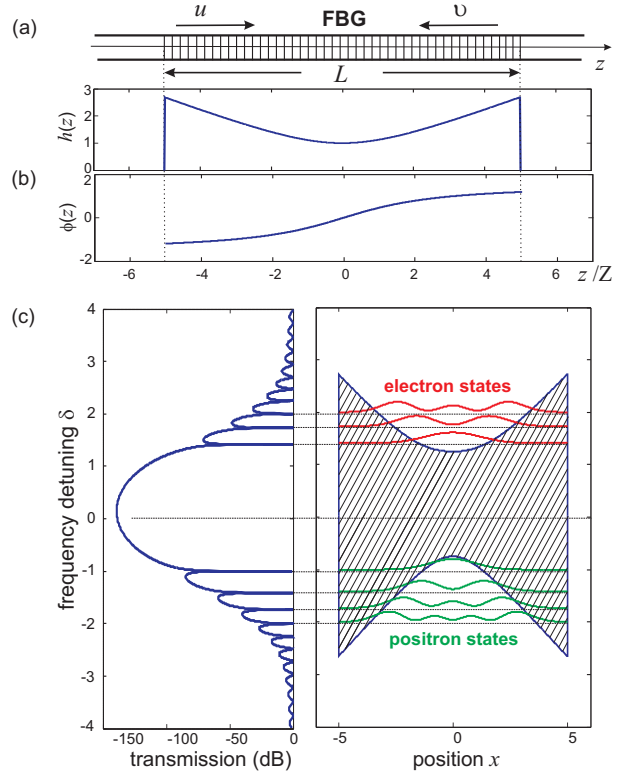 (a) u FBG υ
z
L
h(z)
3
2
1
0
(b)
ϕ(z)
2
0
-2
-6 -4 -2 0 2 4 6 z/Z
(c)
frequency detuning δ
4
3
2
1
0
-1
-2
-3
-4
-150 -100 -50 0
transmission (dB)
electron states
positron states
-5 0 5
position x